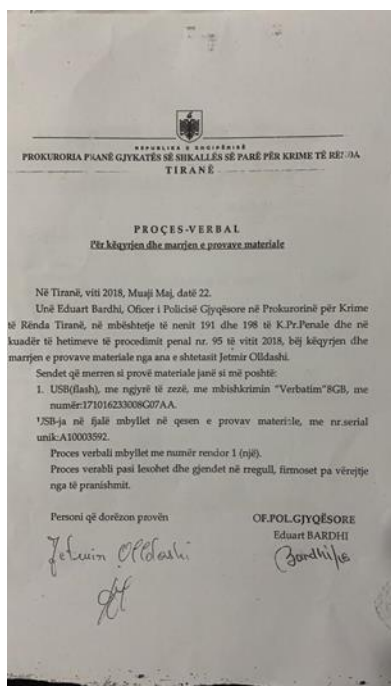 REPUBLIKA E SHQIPËRISË
PROKURORIA PRANË GJYKATËS SË SHKALLËS SË PARË PËR KRIME TË RËNDA
TIRANË
PROÇES-VERBAL
Për këqyrjen dhe marrjen e provave materiale
Në Tiranë, viti 2018, Muaji Maj, datë 22.
Unë Eduart Bardhi, Oficer i Policisë Gjyqësore në Prokurorinë për Krime
të Rënda Tiranë, në mbështetje të nenit 191 dhe 198 të K.Pr.Penale dhe në
kuadër të hetimeve të procedimit penal nr. 95 të vitit 2018, bëj këqyrjen dhe
marrjen e provave materiale nga ana e shtetasit Jetmir Olldashi.
Sendet që merren si provë materiale janë si më poshtë:
1. USB(flash), me ngjyrë të zezë, me mbishkrimin "Verbatim"8GB, me
numër:171016233008G07AA.
USB-ja në fjalë mbyllet në qesen e provav materiale, me nr.serial
unik:A10003592.
Proces verbali mbyllet me numër rendor 1 (një).
Proces verabli pasi lexohet dhe gjendet në rregull, firmoset pa vërejtje
nga të pranishmit.
Personi që dorëzon provën
OF.POL.GJYQËSORE
Eduart BARDHI
Jetmir Olldashi
Bardhi